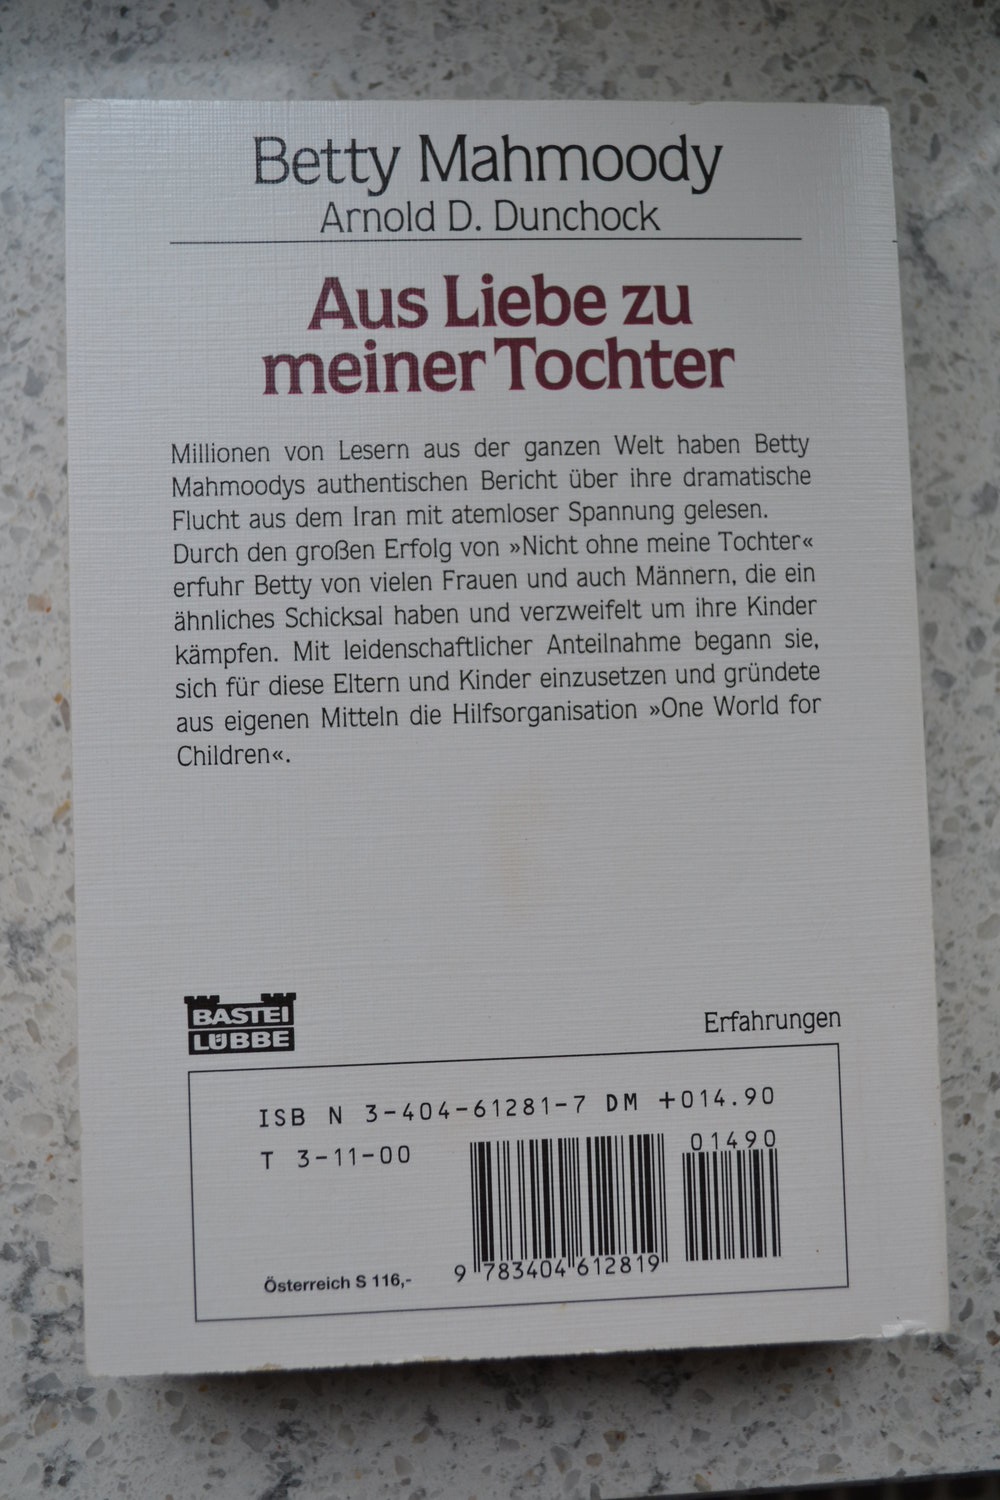 Betty Mahmoody
Arnold D. Dunchock
Aus Liebe zu
meiner Tochter
Millionen von Lesern aus der ganzen Welt haben Betty
Mahmoodys authentischen Bericht über ihre dramatische
Flucht aus dem Iran mit atemloser Spannung gelesen.
Durch den großen Erfolg von »Nicht ohne meine Tochter«
erfuhr Betty von vielen Frauen und auch Männern, die ein
ähnliches Schicksal haben und verzweifelt um ihre Kinder
kämpfen. Mit leidenschaftlicher Anteilnahme begann sie,
sich für diese Eltern und Kinder einzusetzen und gründete
aus eigenen Mitteln die Hilfsorganisation »One World for
Children«.
BASTEI
LÜBBE
Erfahrungen
ISB N 3-404-61281-7 DM +014.90
T 3-11-00
01490
Österreich S 116,-
9 783404 612819